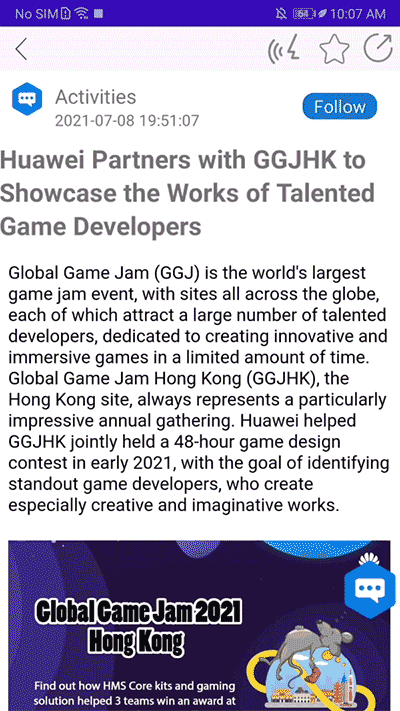 No SIM 10:07 AM
Activities
2021-07-08 19:51:07
Follow
Huawei Partners with GGJHK to
Showcase the Works of Talented
Game Developers
Global Game Jam (GGJ) is the world's largest
game jam event, with sites all across the globe,
each of which attract a large number of talented
developers, dedicated to creating innovative and
immersive games in a limited amount of time.
Global Game Jam Hong Kong (GGJHK), the
Hong Kong site, always represents a particularly
impressive annual gathering. Huawei helped
GGJHK jointly held a 48-hour game design
contest in early 2021, with the goal of identifying
standout game developers, who create
especially creative and imaginative works.
Global Game Jam 2021
Hong Kong
Find out how HMS Core kits and gaming
solution helped 3 teams win an award at